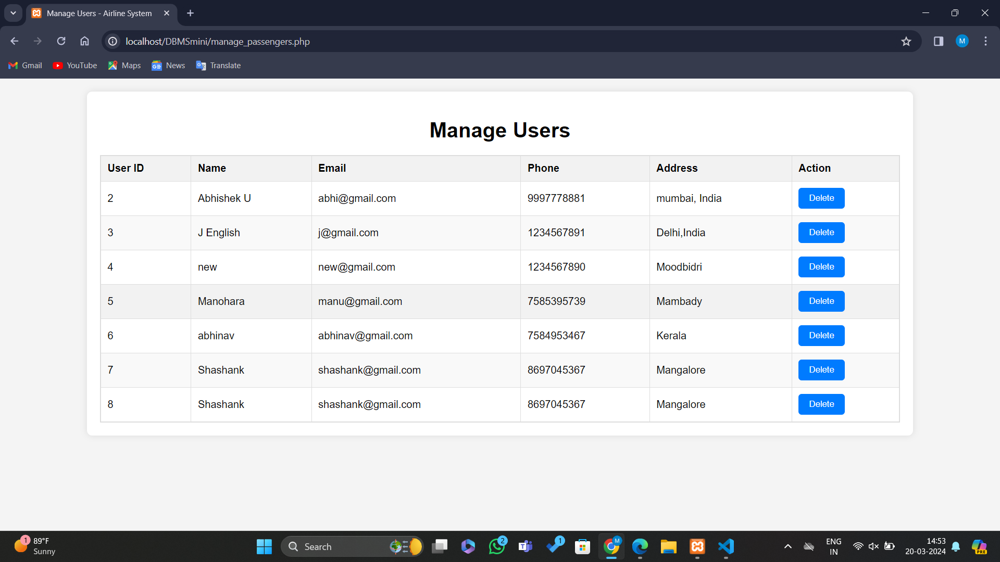 Manage Users - Airline System
localhost/DBMSmini/manage_passengers.php
M
Gmail YouTube Maps News Translate
Manage Users
User ID Name Email Phone Address Action
2 Abhishek U abhi@gmail.com 9997778881 mumbai, India Delete
3 J English j@gmail.com 1234567891 Delhi,India Delete
4 new new@gmail.com 1234567890 Moodbidri Delete
5 Manohara manu@gmail.com 7585395739 Mambady Delete
6 abhinav abhinav@gmail.com 7584953467 Kerala Delete
7 Shashank shashank@gmail.com 8697045367 Mangalore Delete
8 Shashank shashank@gmail.com 8697045367 Mangalore Delete
1 89°F
Sunny
Search
2
1
M
ENG
IN
14:53
20-03-2024
PRE